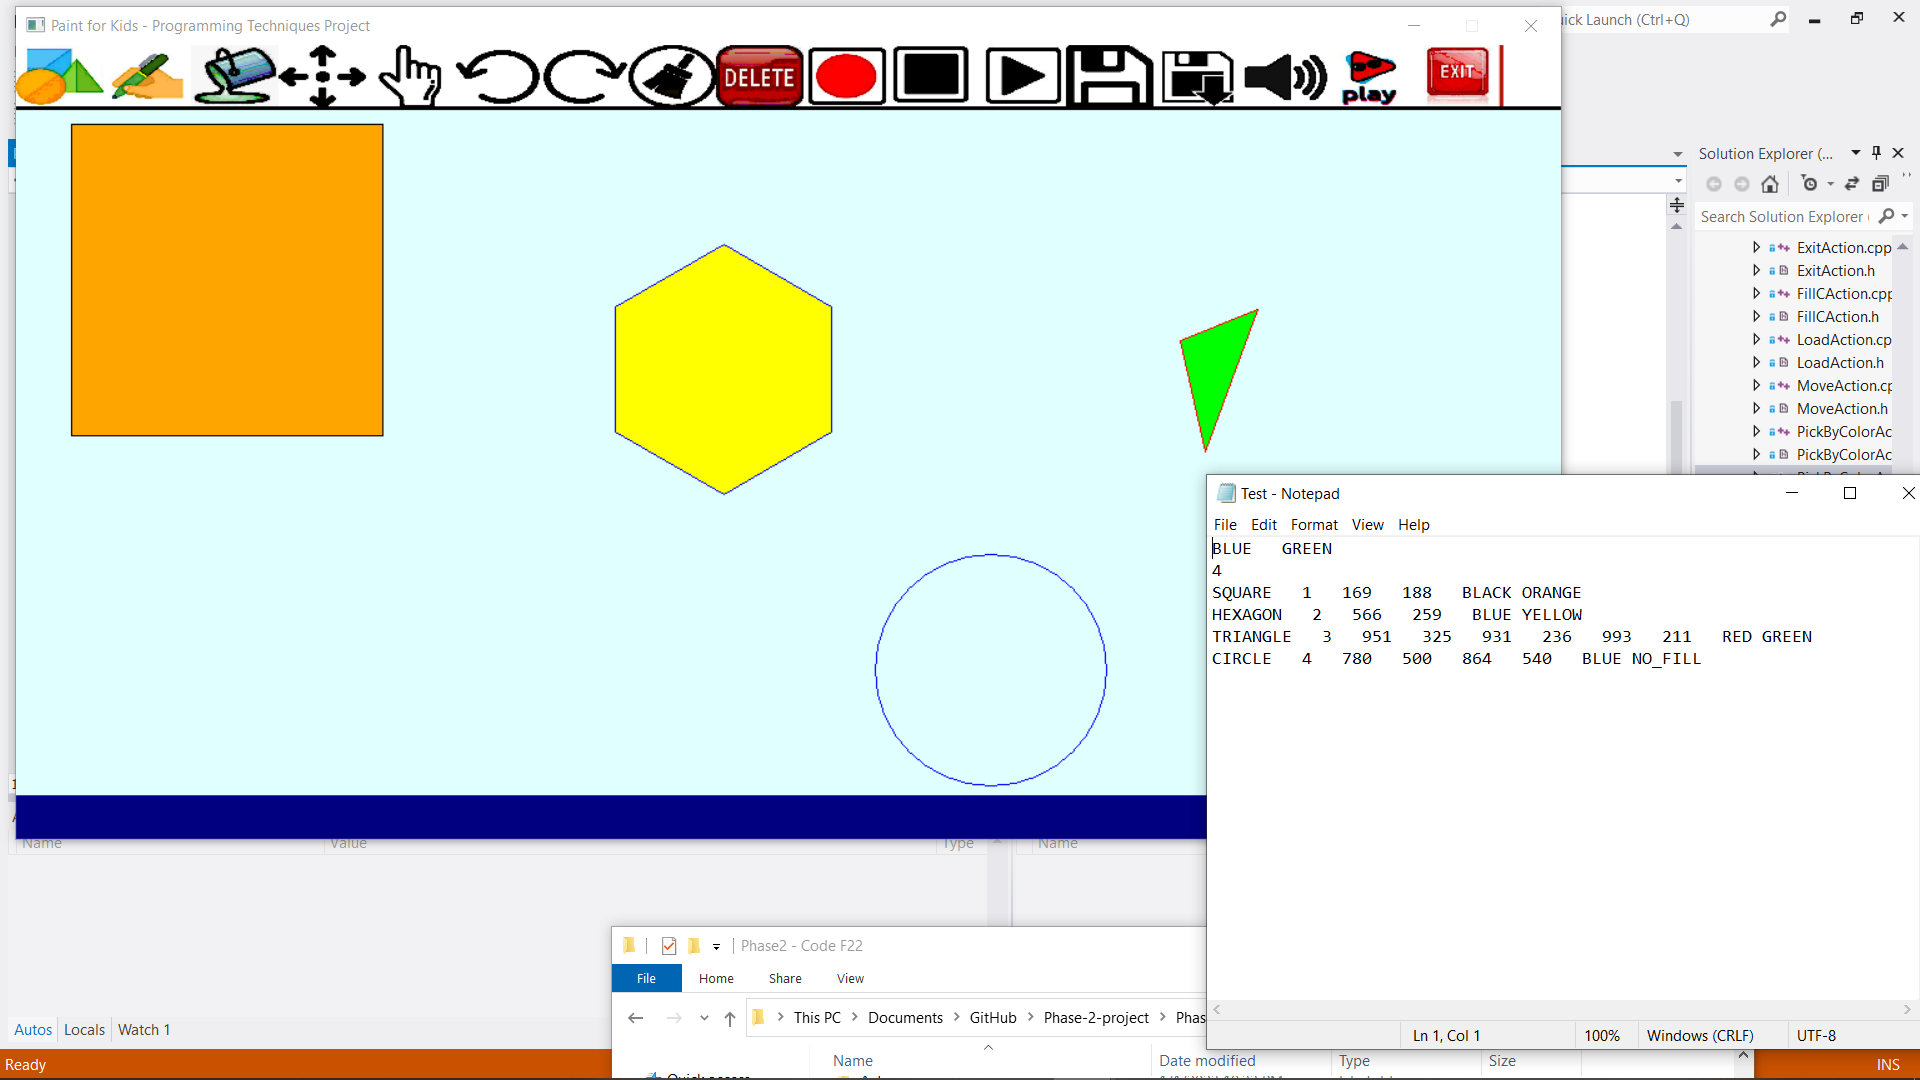 Paint for Kids - Programming Techniques Project
uick Launch (Ctrl+Q)
DELETE
play
EXIT
Solution Explorer (...
Search Solution Explorer (
ExitAction.cpp
ExitAction.h
FillCAction.cpp
FillCAction.h
LoadAction.cp
LoadAction.h
MoveAction.cp
MoveAction.h
PickByColorAc
PickByColorAc
Test - Notepad
File Edit Format View Help
BLUE GREEN
4
SQUARE 1 169 188 BLACK ORANGE
HEXAGON 2 566 259 BLUE YELLOW
TRIANGLE 3 951 325 931 236 993 211 RED GREEN
CIRCLE 4 780 500 864 540 BLUE NO_FILL
Name Value Type Name
Phase2 - Code F22
File Home Share View
This PC > Documents > GitHub > Phase-2-project > Phas
Autos Locals Watch 1
Ln 1, Col 1 100% Windows (CRLF) UTF-8
Name Date modified Type Size
Quick access
Ready INS